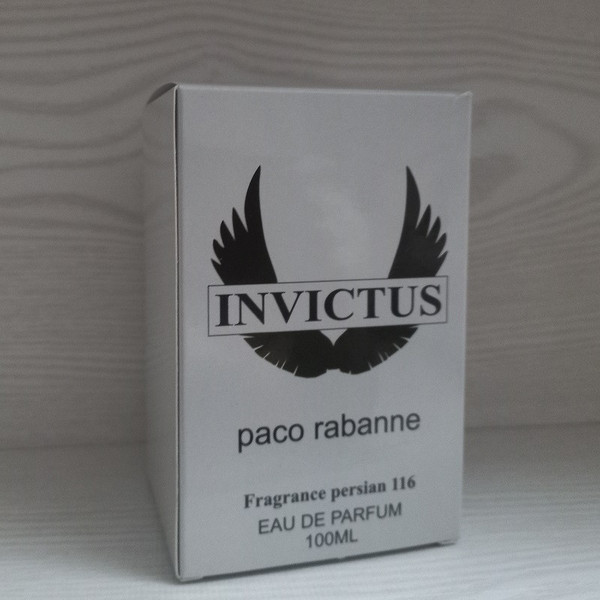 INVICTUS
paco rabanne
Fragrance persian 116
EAU DE PARFUM
100ML